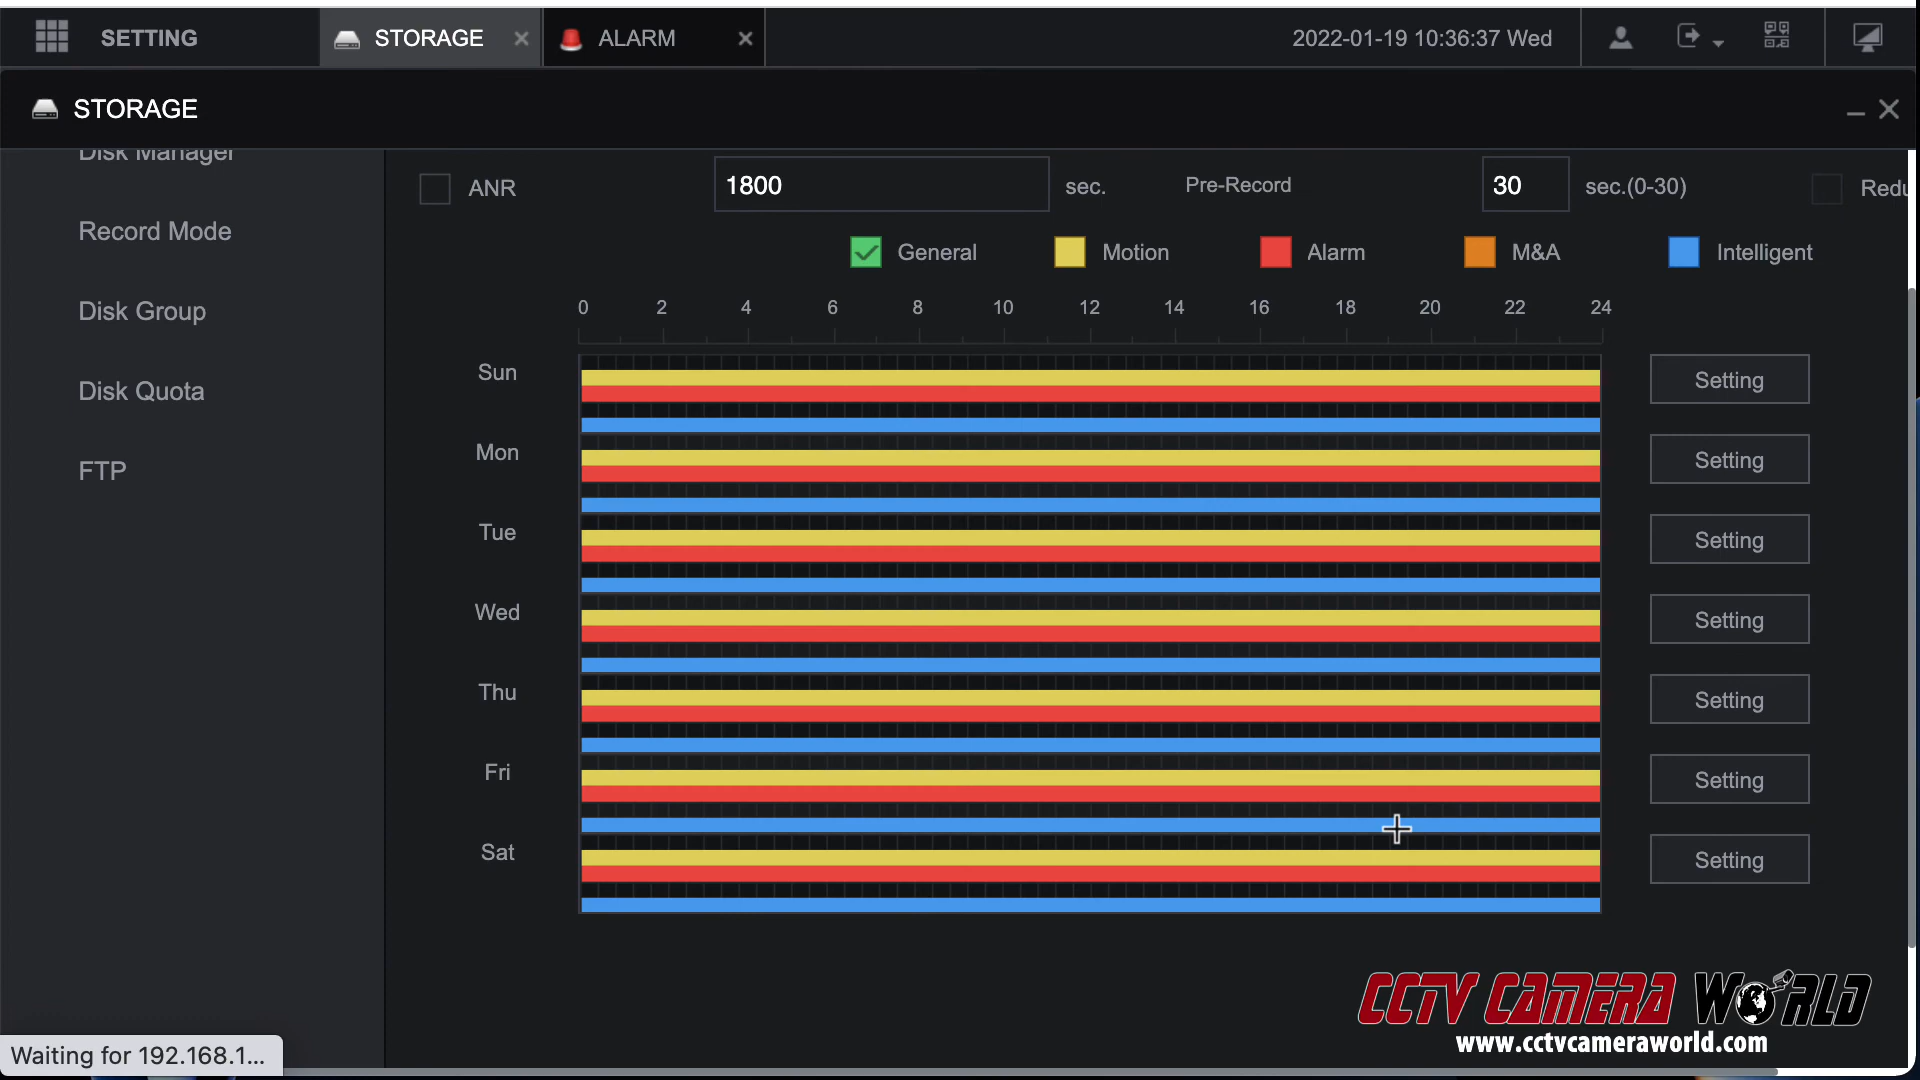 SETTING STORAGE ALARM 2022-01-19 10:36:37 Wed
STORAGE
Disk Manager
ANR 1800 sec. Pre-Record 30 sec.(0-30) Redu
Record Mode
General Motion Alarm M&A Intelligent
Disk Group
0 2 4 6 8 10 12 14 16 18 20 22 24
Sun Setting
Disk Quota
Mon Setting
FTP
Tue Setting
Wed Setting
Thu Setting
Fri Setting
Sat Setting
CCTV CAMERA WORLD
www.cctvcameraworld.com
Waiting for 192.168.1...